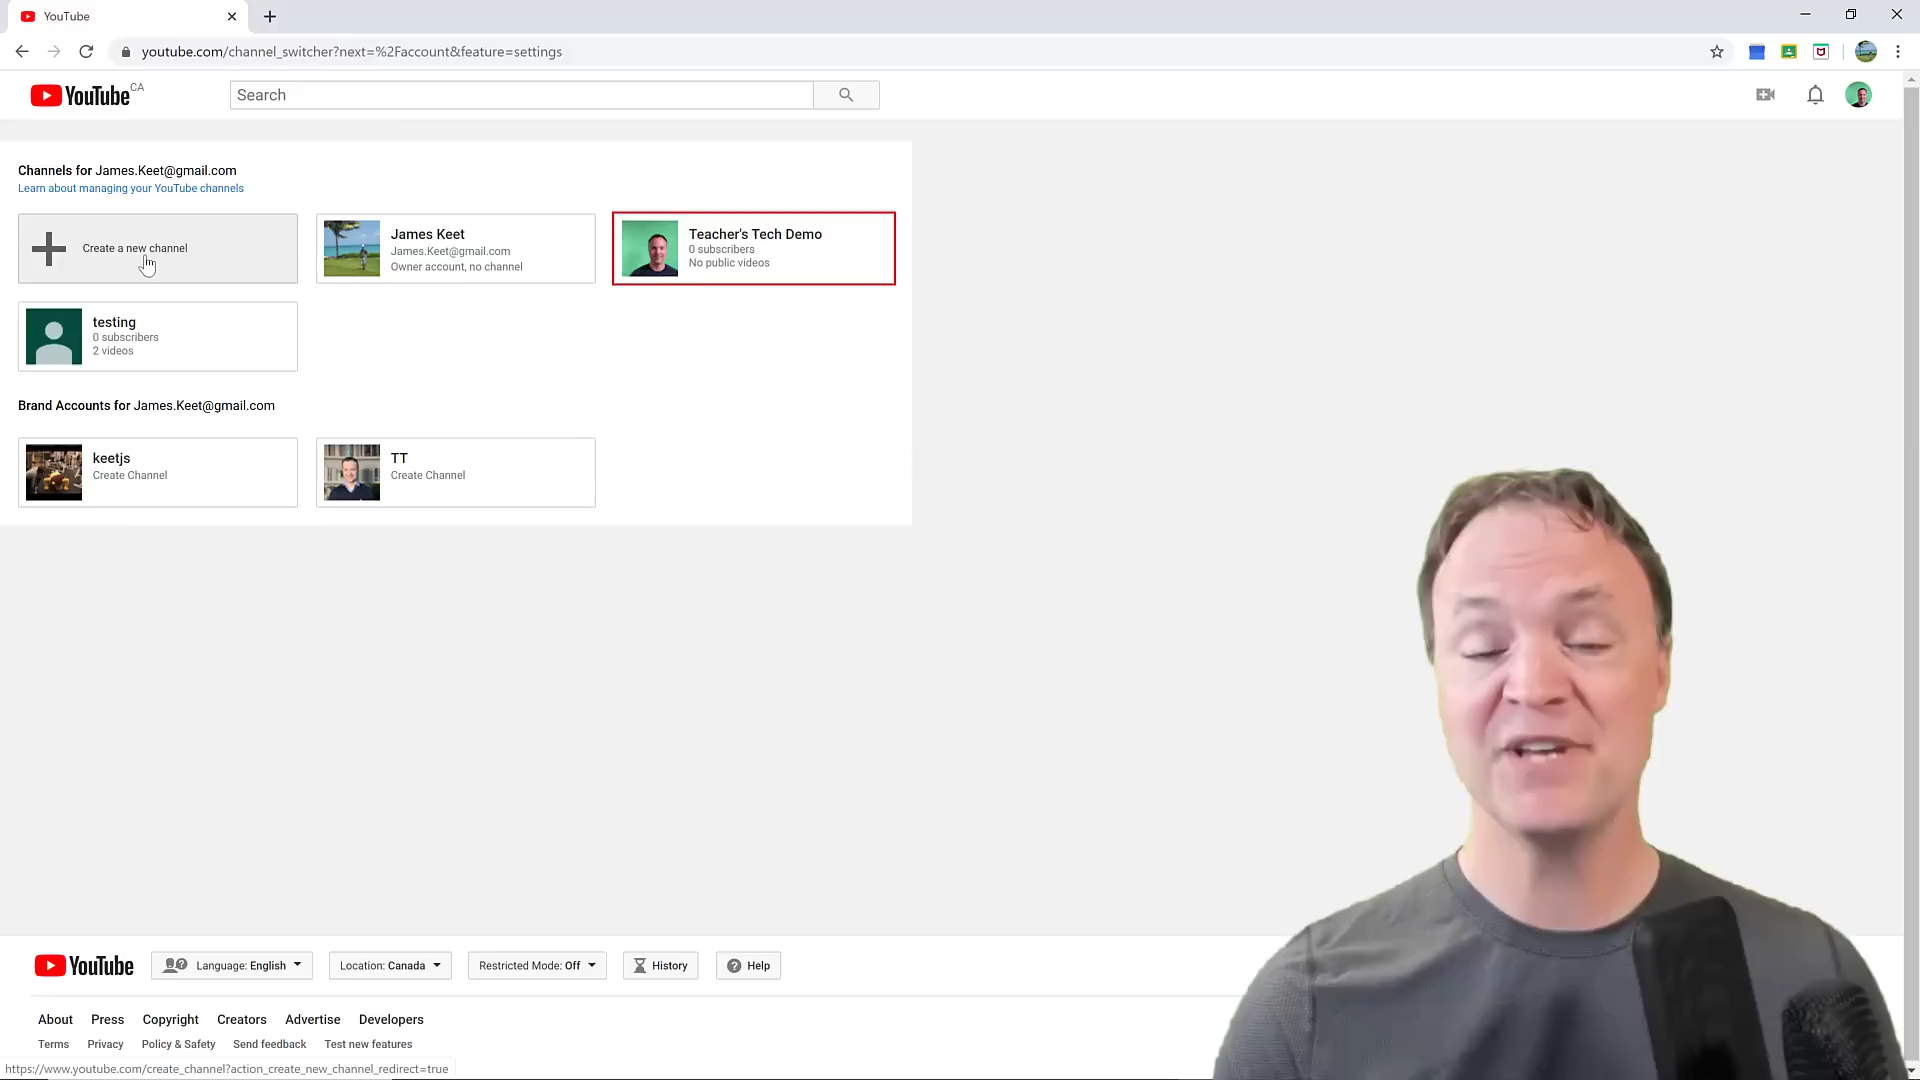 YouTube
youtube.com/channel_switcher?next=%2Faccount&feature=settings
YouTube CA
Search
Channels for James.Keet@gmail.com
Learn about managing your YouTube channels
Create a new channel
James Keet
James.Keet@gmail.com
Owner account, no channel
Teacher's Tech Demo
0 subscribers
No public videos
testing
0 subscribers
2 videos
Brand Accounts for James.Keet@gmail.com
keetjs
Create Channel
TT
Create Channel
YouTube
Language: English
Location: Canada
Restricted Mode: Off
History
Help
About Press Copyright Creators Advertise Developers
Terms Privacy Policy & Safety Send feedback Test new features
https://www.youtube.com/create_channel?action_create_new_channel_redirect=true